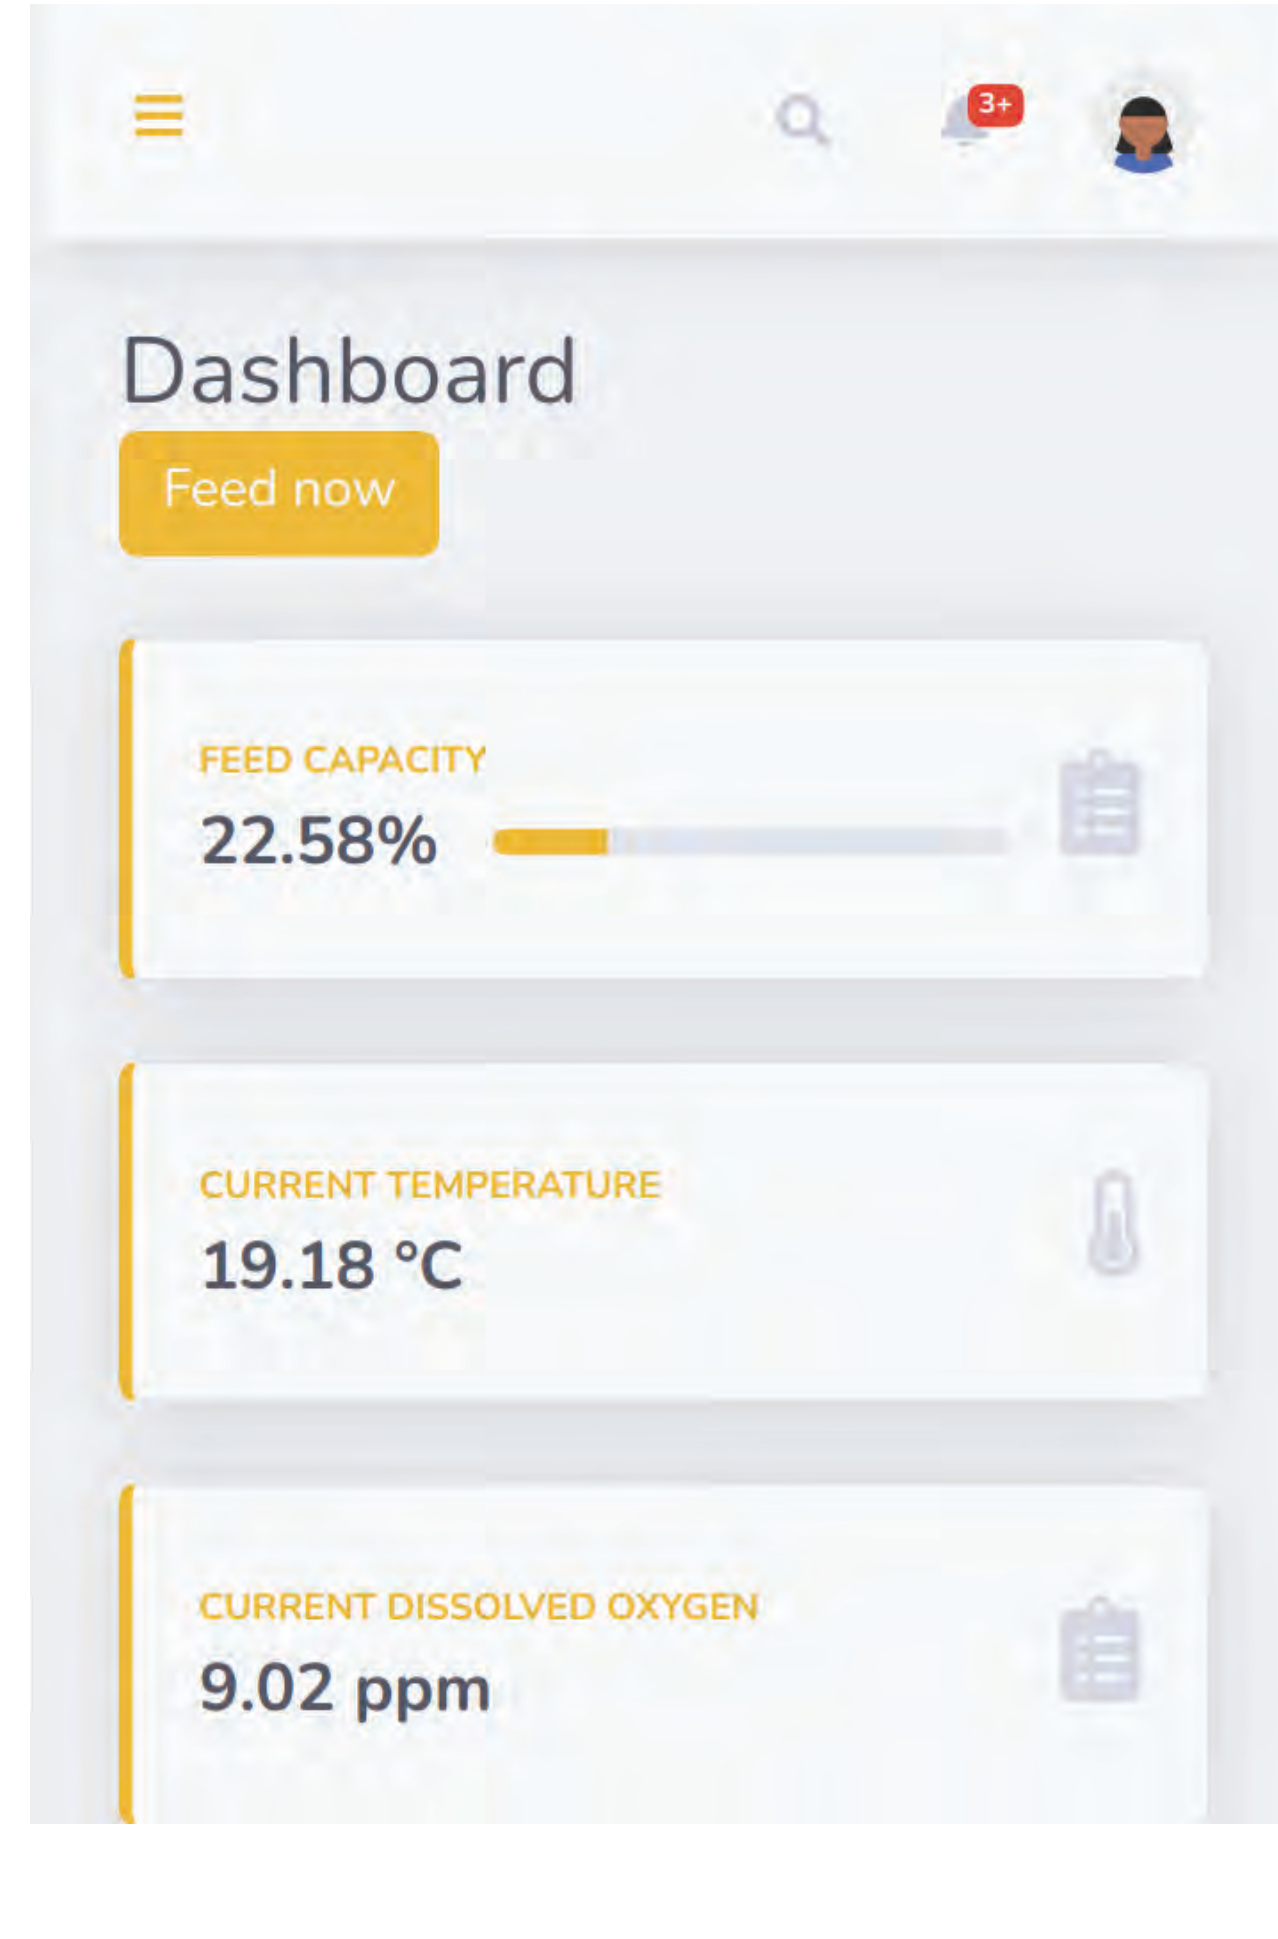 3+
Dashboard
Feed now
FEED CAPACITY
22.58%
CURRENT TEMPERATURE
19.18 °C
CURRENT DISSOLVED OXYGEN
9.02 ppm